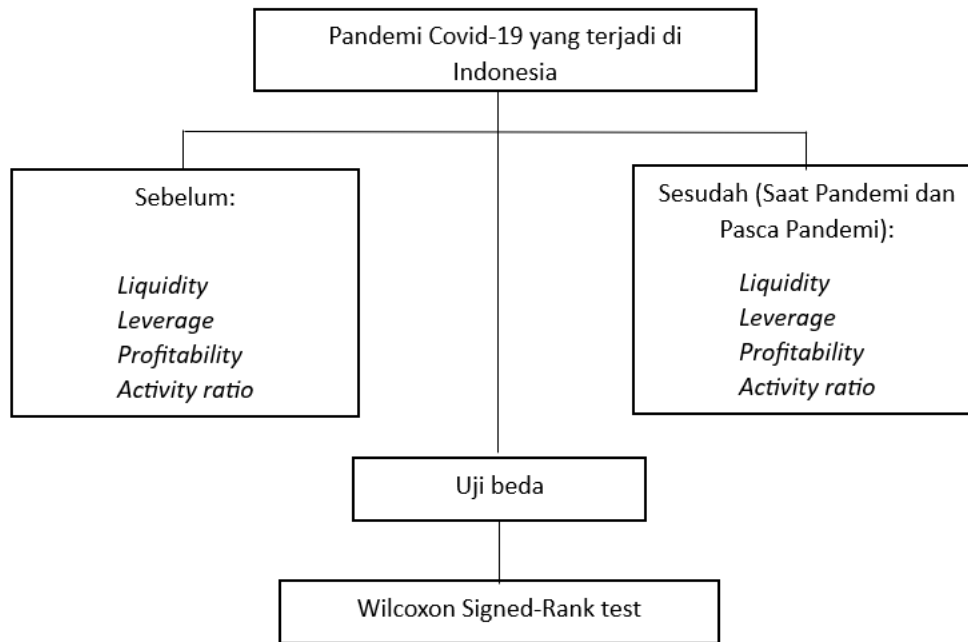 Pandemi Covid-19 yang terjadi di
Indonesia
Sebelum:
Liquidity
Leverage
Profitability
Activity ratio
Sesudah (Saat Pandemi dan
Pasca Pandemi):
Liquidity
Leverage
Profitability
Activity ratio
Uji beda
Wilcoxon Signed-Rank test